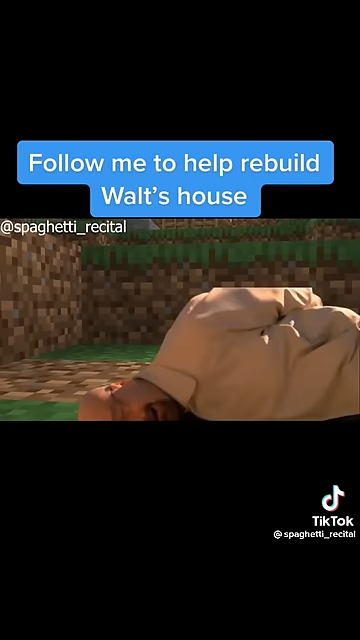 Follow me to help rebuild
Walt's house
@spaghetti_recital
TikTok
@spaghetti_recital